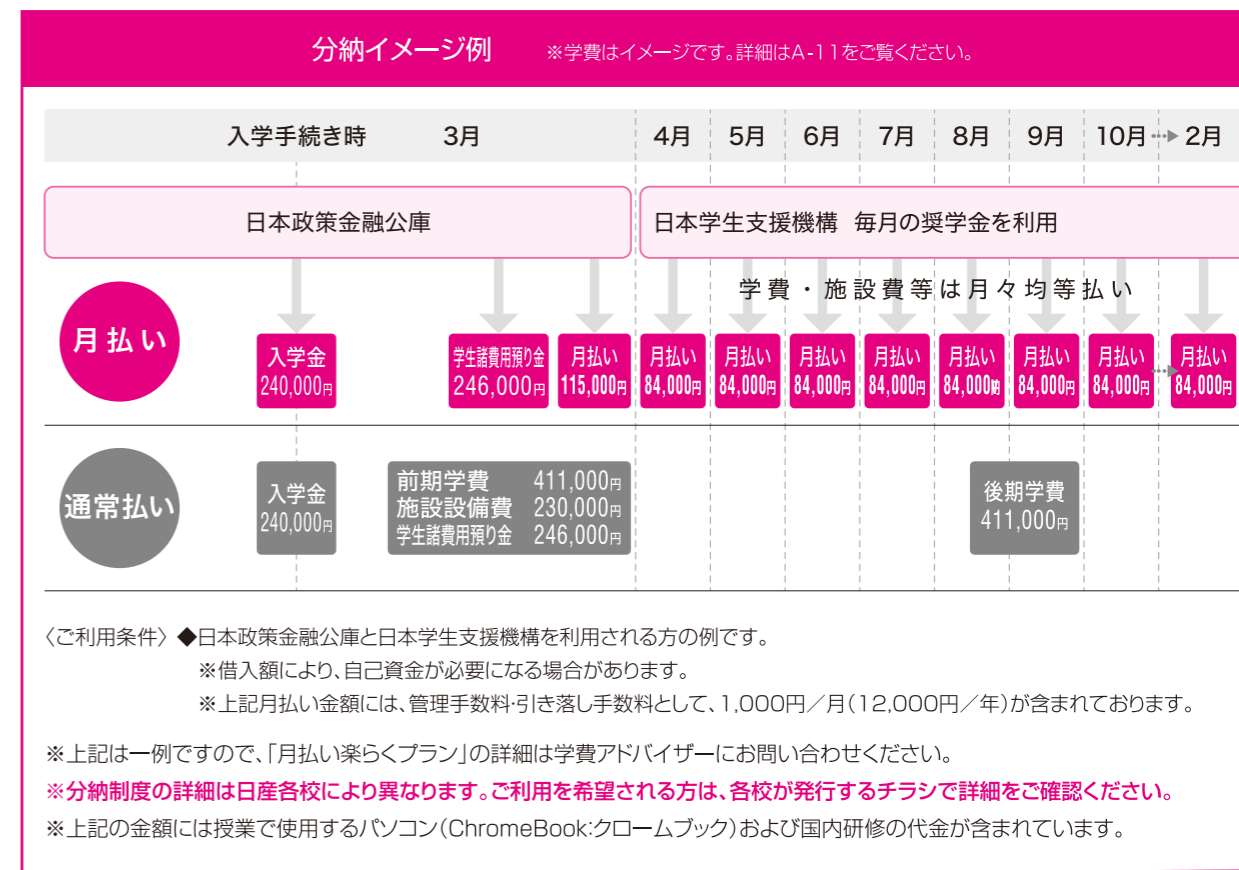 分納イメージ例 ※学費はイメージです。詳細はA-11をご覧ください。
入学手続き時 3月 4月 5月 6月 7月 8月 9月 10月 2月
日本政策金融公庫 日本学生支援機構 毎月の奨学金を利用
学費・施設費等は月々均等払い
月払い
入学金 学生諸費用預り金 月払い 月払い 月払い 月払い 月払い 月払い 月払い 月払い 月払い
240,000円 246,000円 115,000円 84,000円 84,000円 84,000円 84,000円 84,000 84,000円 84,000円 84,000円
通常払い
入学金
240,000円
前期学費 411,000円
施設設備費 230,000円
学生諸費用預り金 246,000円
後期学費
411,000円
〈ご利用条件〉 ◆日本政策金融公庫と日本学生支援機構を利用される方の例です。
※借入額により、自己資金が必要になる場合があります。
※上記月払い金額には、管理手数料・引き落し手数料として、1,000円／月(12,000円／年)が含まれております。
※上記は一例ですので、「月払い楽らくプラン」の詳細は学費アドバイザーにお問い合わせください。
※分納制度の詳細は日産各校により異なります。ご利用を希望される方は、各校が発行するチラシで詳細をご確認ください。
※上記の金額には授業で使用するパソコン(ChromeBook:クロームブック)および国内研修の代金が含まれています。